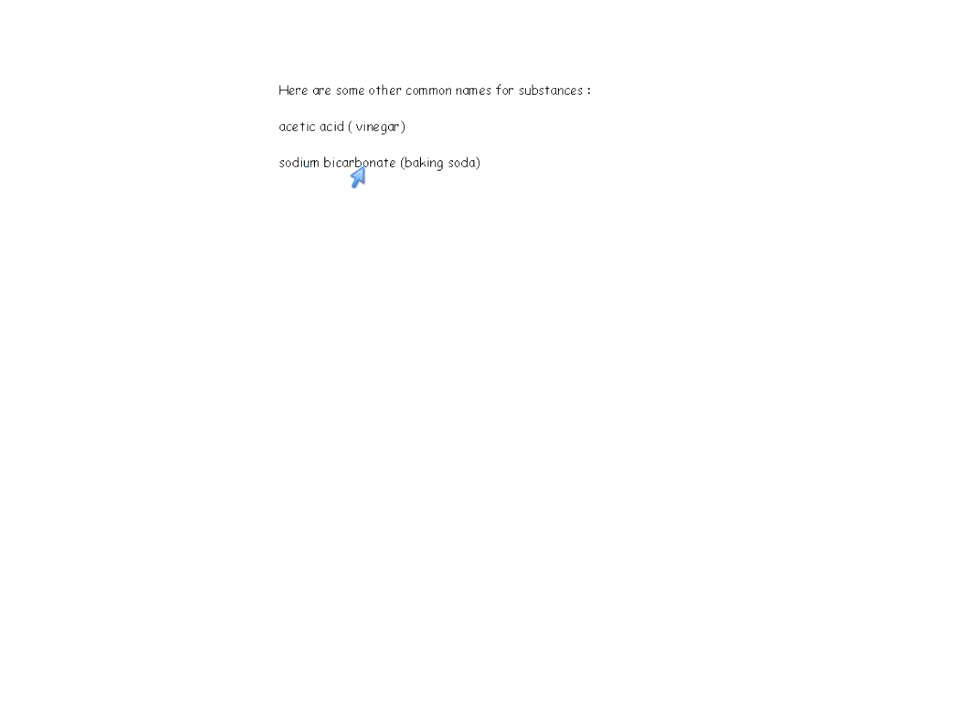 Here are some other common names for substances :
acetic acid ( vinegar)
sodium bicarbonate (baking soda)